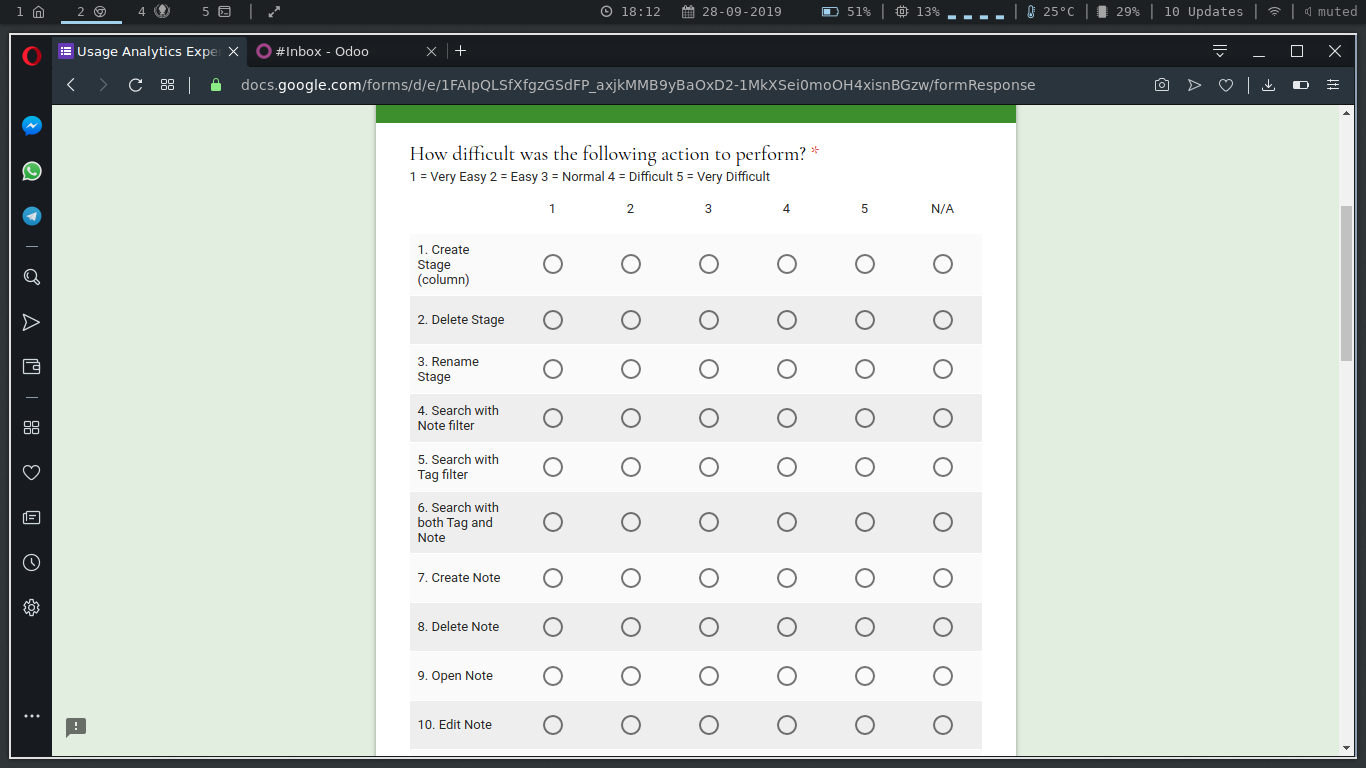 1 2 4 5 18:12 28-09-2019 51% 13% 25°C 29% 10 Updates muted
Usage Analytics Expe #Inbox - Odoo
docs.google.com/forms/d/e/1FAIpQLSfXfgzGSdFP_axjkMMB9yBaOxD2-1MkXSei0moOH4xisnBGzw/formResponse
How difficult was the following action to perform? *
1 = Very Easy 2 = Easy 3 = Normal 4 = Difficult 5 = Very Difficult
1 2 3 4 5 N/A
1. Create
Stage
(column)
2. Delete Stage
3. Rename
Stage
4. Search with
Note filter
5. Search with
Tag filter
6. Search with
both Tag and
Note
7. Create Note
8. Delete Note
9. Open Note
10. Edit Note